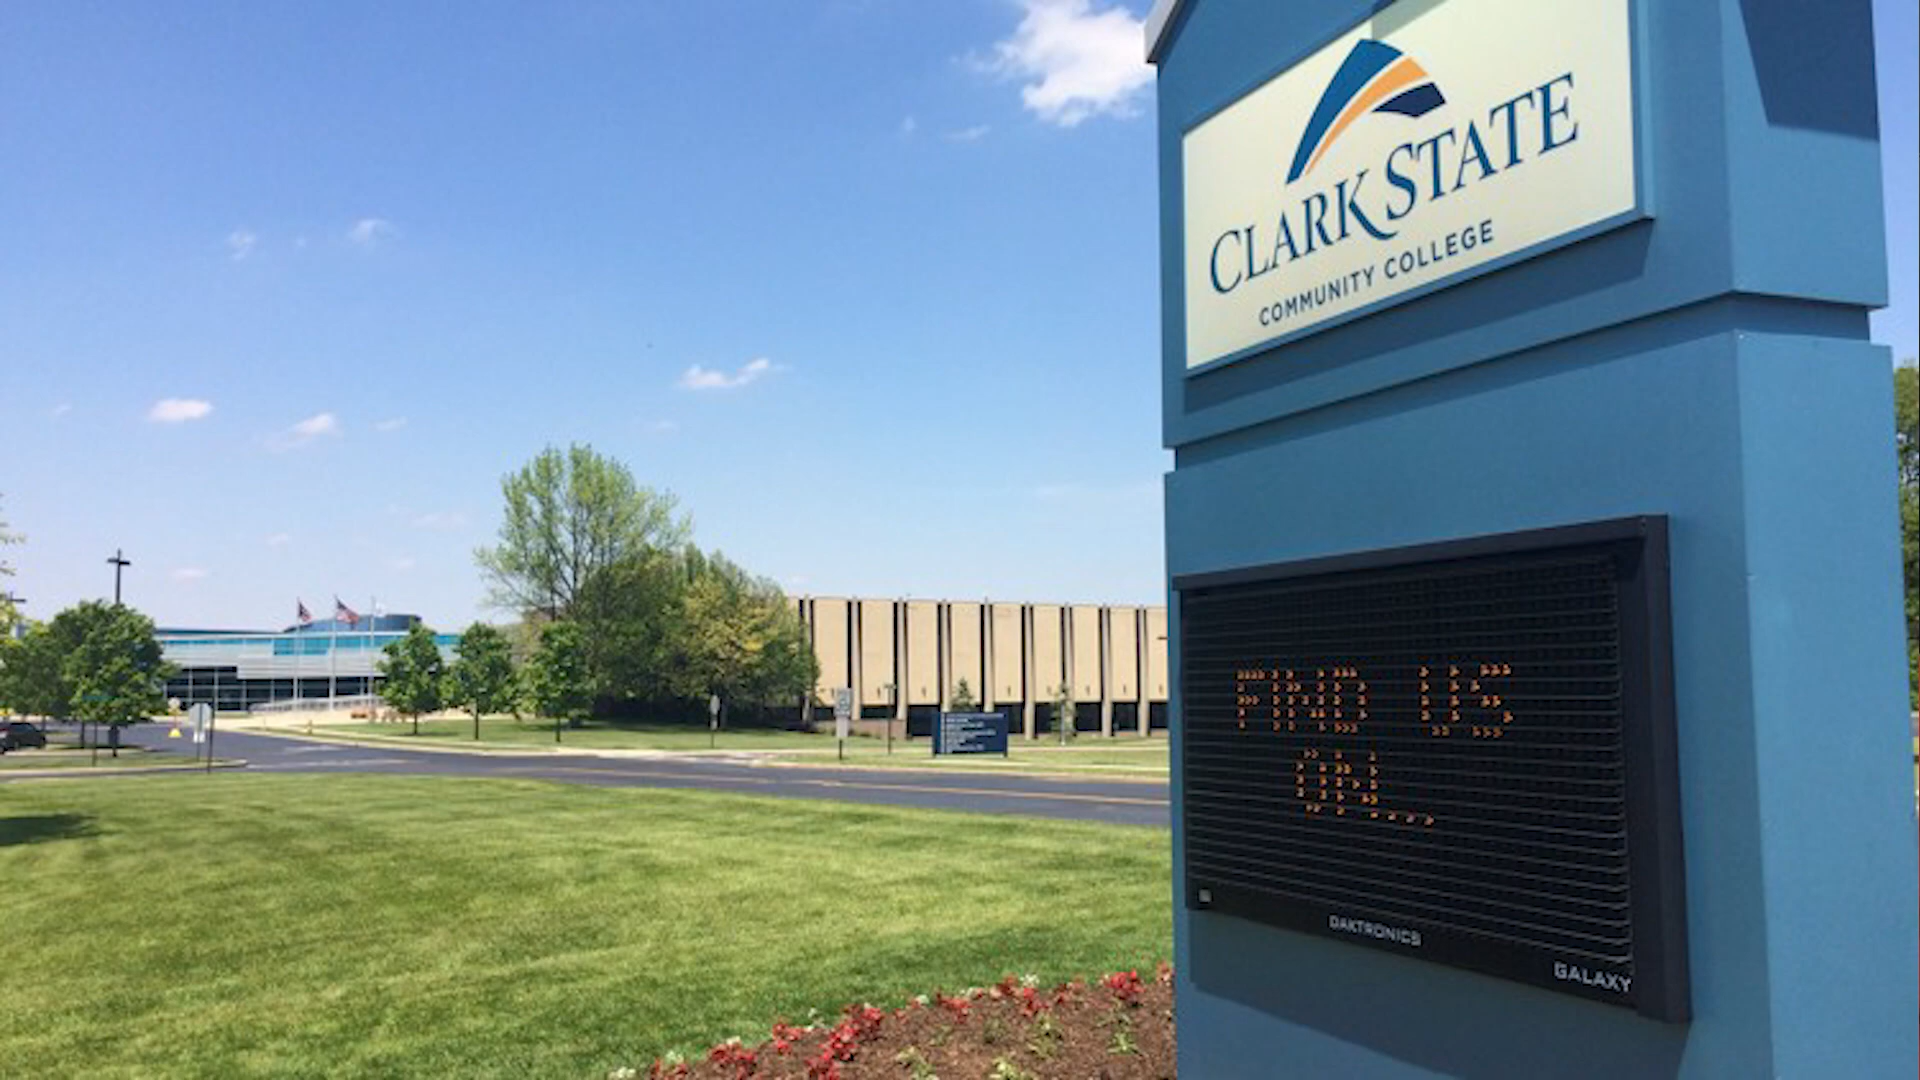 CLARK STATE
COMMUNITY COLLEGE
FIND US
ON...
DAKTRONICS
GALAXY